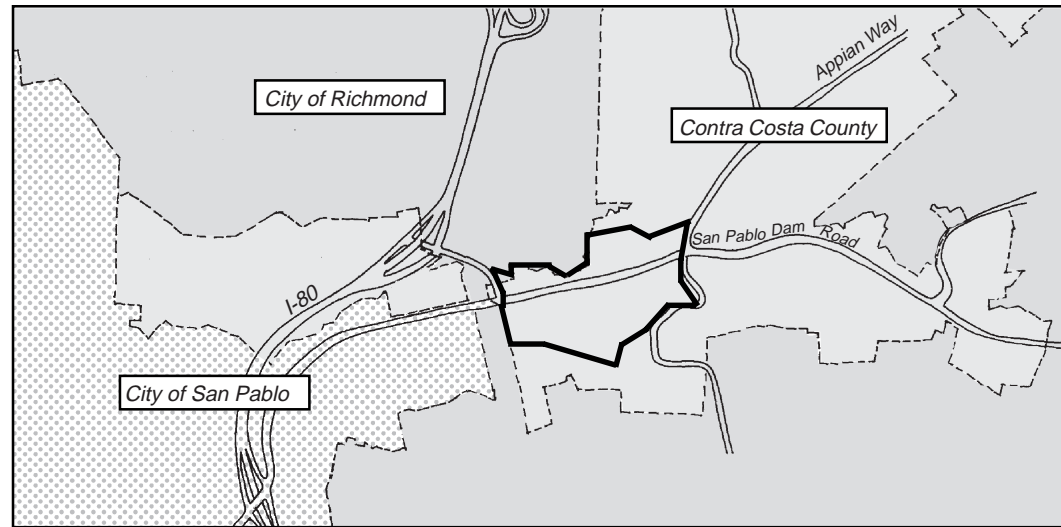 Appian Way
City of Richmond
Contra Costa County
San Pablo Dam Road
I-80
City of San Pablo